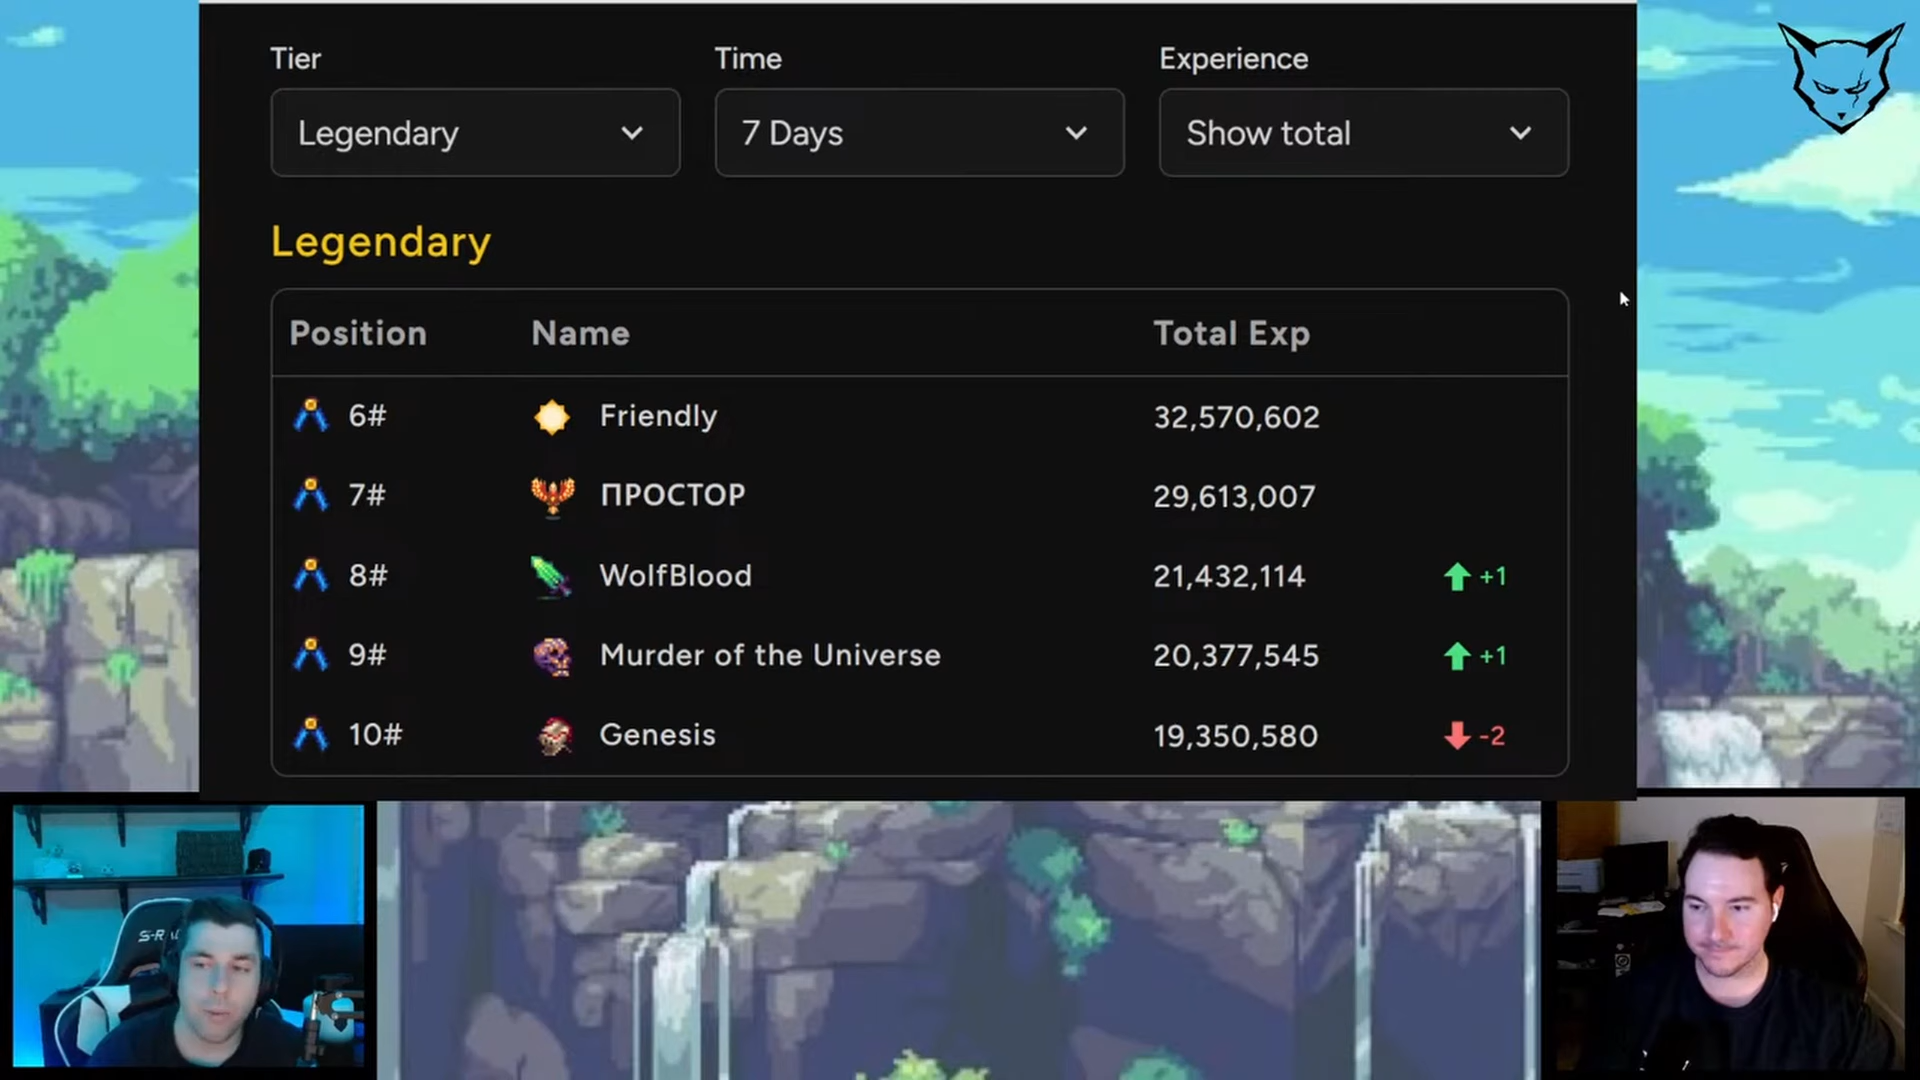 Tier Time Experience
Legendary 7 Days Show total
Legendary
Position Name Total Exp
6# Friendly 32,570,602
7# ПРОСТОР 29,613,007
8# WolfBlood 21,432,114 +1
9# Murder of the Universe 20,377,545 +1
10# Genesis 19,350,580 -2